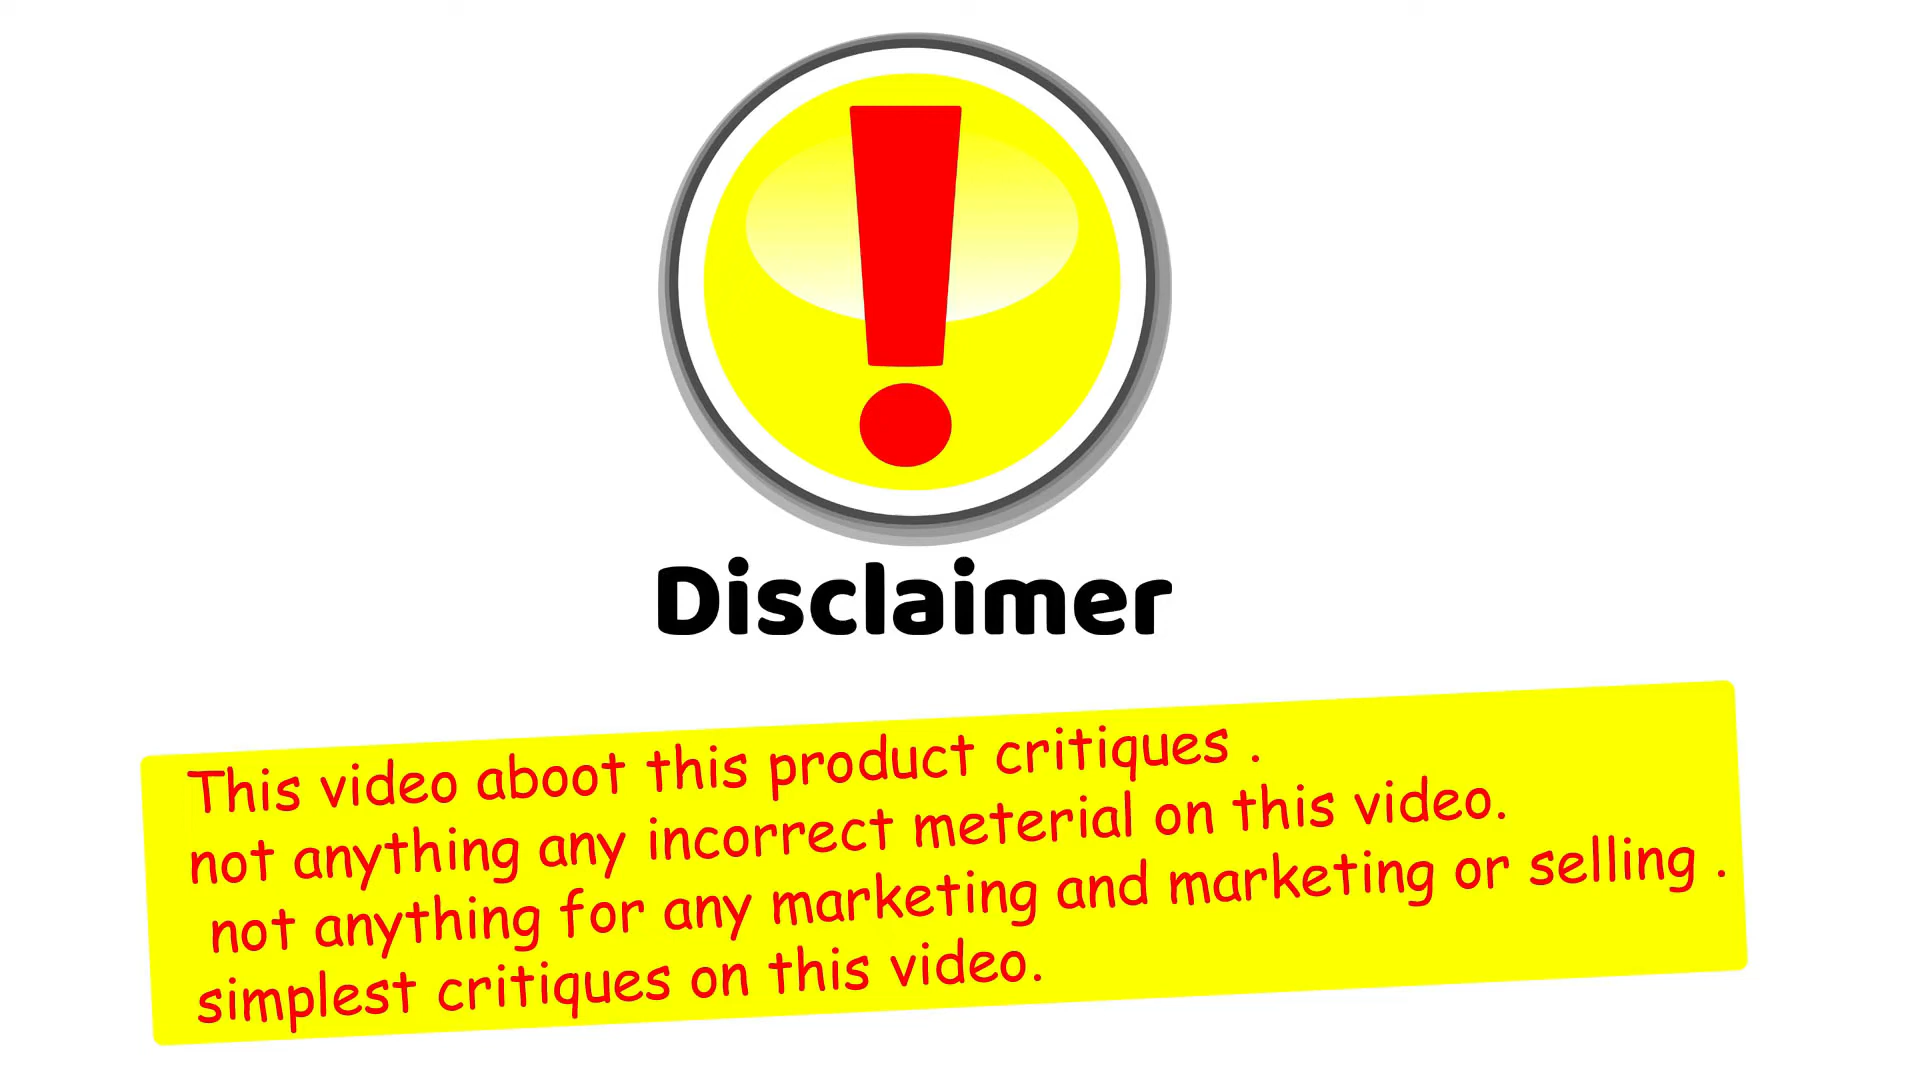 Disclaimer
This video aboot this product critiques .
not anything any incorrect meterial on this video.
not anything for any marketing and marketing or selling .
simplest critiques on this video.